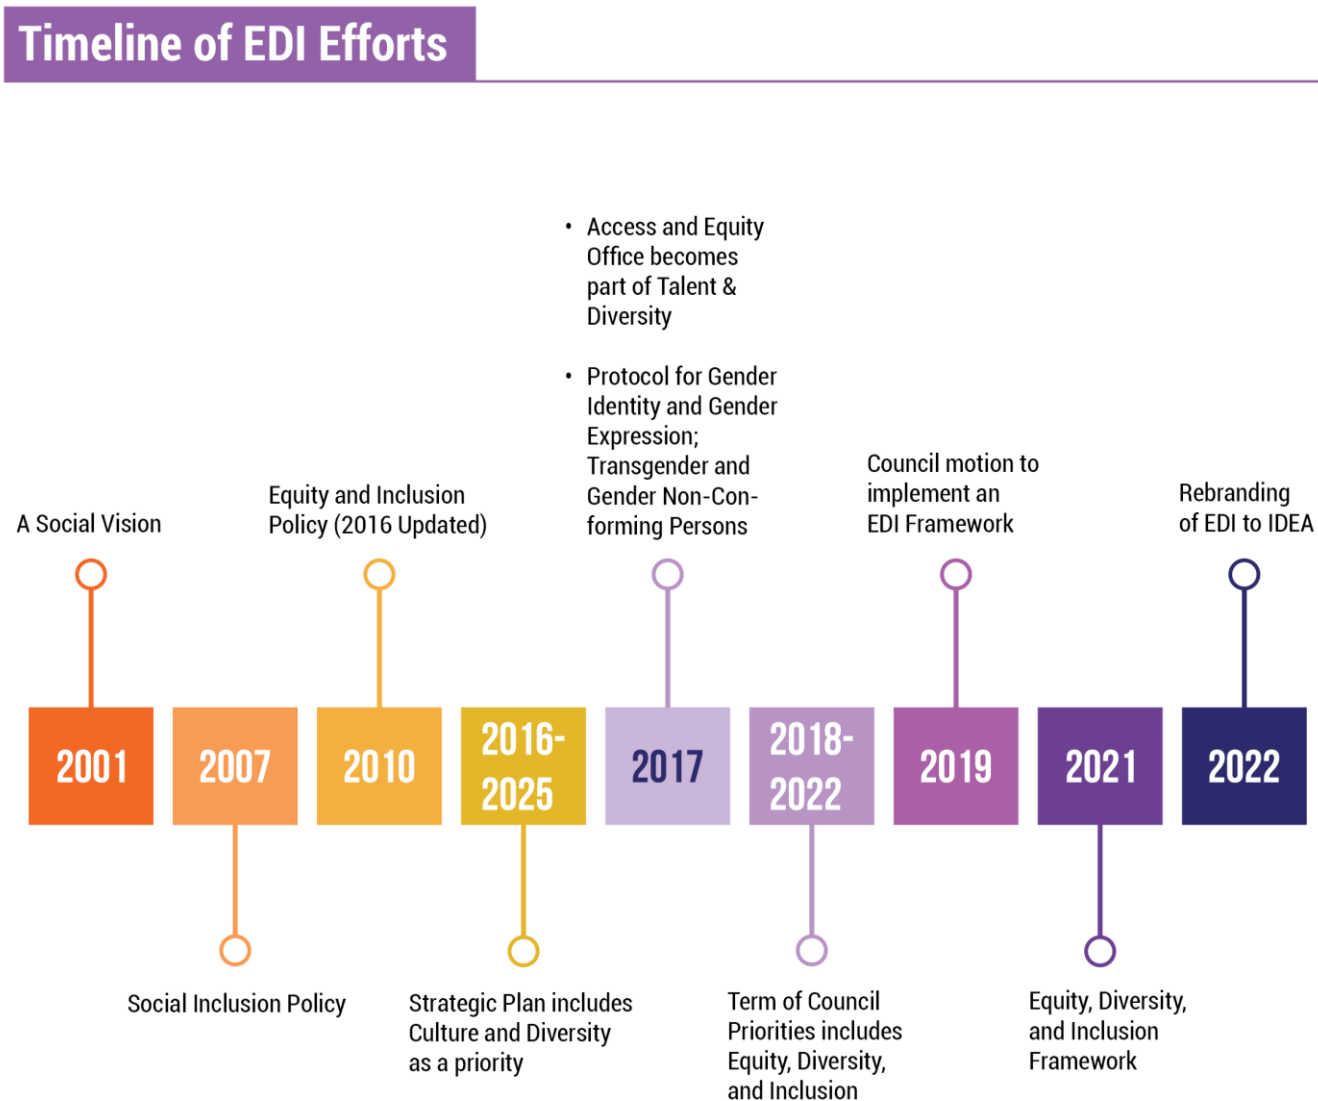 Timeline of EDI Efforts
• Access and Equity
Office becomes
part of Talent &
Diversity
• Protocol for Gender
Identity and Gender
Expression;
Transgender and
Gender Non-Con-
forming Persons
A Social Vision
Equity and Inclusion
Policy (2016 Updated)
Council motion to
implement an
EDI Framework
Rebranding
of EDI to IDEA
2001
2007
2010
2016-
2025
2017
2018-
2022
2019
2021
2022
Social Inclusion Policy
Strategic Plan includes
Culture and Diversity
as a priority
Term of Council
Priorities includes
Equity, Diversity,
and Inclusion
Equity, Diversity,
and Inclusion
Framework